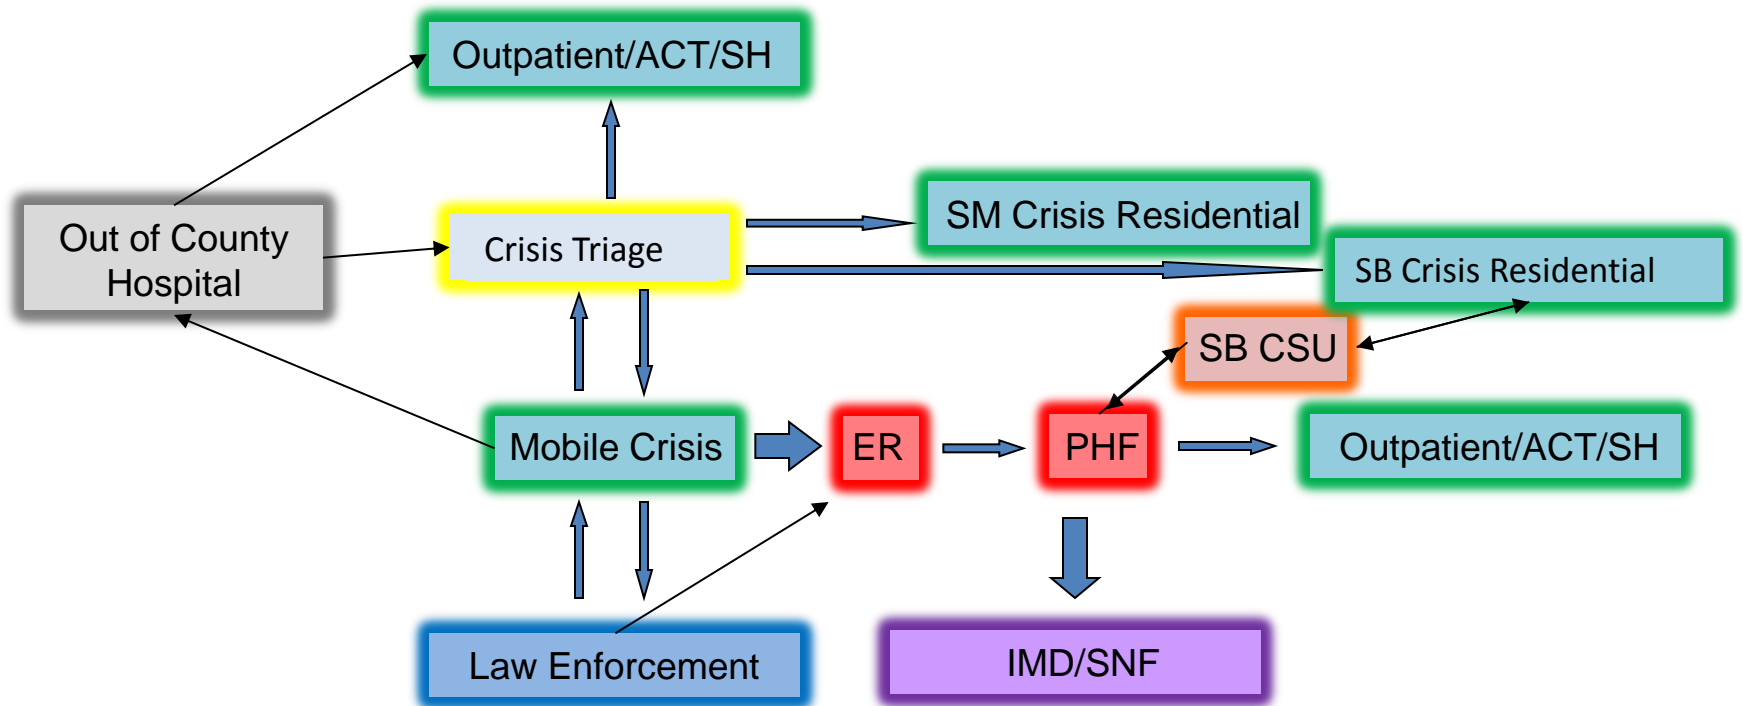 Outpatient/ACT/SH
SM Crisis Residential
Out of County
Hospital
Crisis Triage
SB Crisis Residential
SB CSU
Mobile Crisis
ER
PHF
Outpatient/ACT/SH
Law Enforcement
IMD/SNF